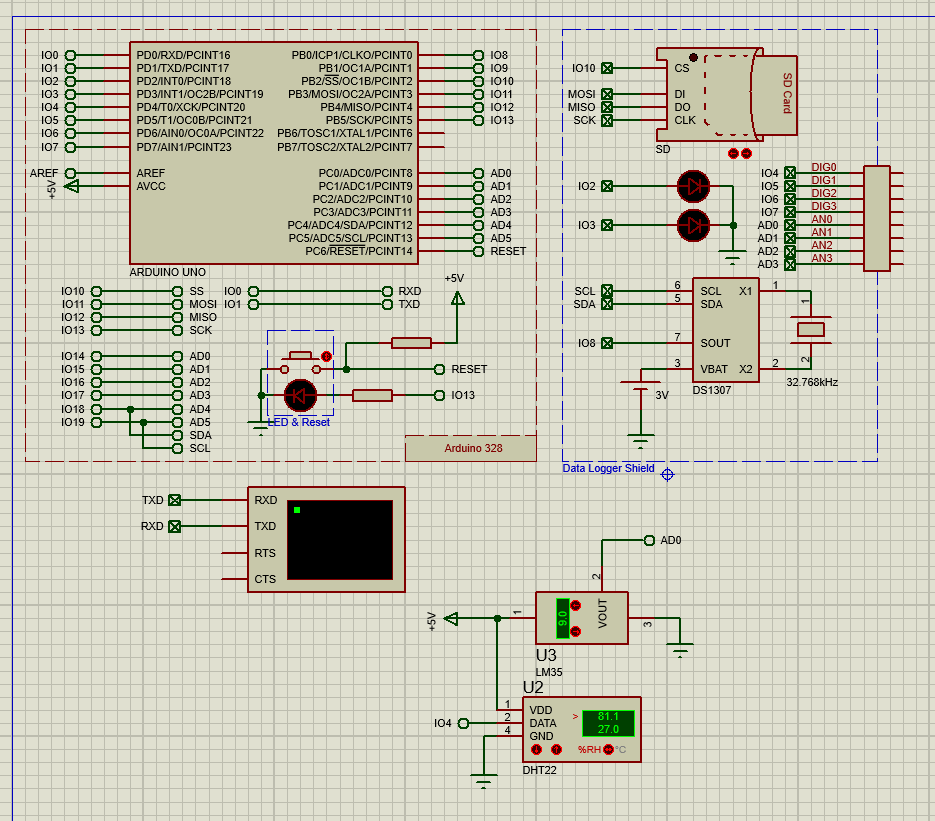 IO0 PD0/RXD/PCINT16 PB0/ICP1/CLKO/PCINT0 IO8
IO1 PD1/TXD/PCINT17 PB1/OC1A/PCINT1 IO9
IO2 PD2/INT0/PCINT18 PB2/SS/OC1B/PCINT2 IO10
IO3 PD3/INT1/OC2B/PCINT19 PB3/MOSI/OC2A/PCINT3 IO11
IO4 PD4/T0/XCK/PCINT20 PB4/MISO/PCINT4 IO12
IO5 PD5/T1/OC0B/PCINT21 PB5/SCK/PCINT5 IO13
IO6 PD6/AIN0/OC0A/PCINT22 PB6/TOSC1/XTAL1/PCINT6
IO7 PD7/AIN1/PCINT23 PB7/TOSC2/XTAL2/PCINT7
AREF AREF PC0/ADC0/PCINT8 AD0
+5V AVCC PC1/ADC1/PCINT9 AD1
PC2/ADC2/PCINT10 AD2
PC3/ADC3/PCINT11 AD3
PC4/ADC4/SDA/PCINT12 AD4
PC5/ADC5/SCL/PCINT13 AD5
PC6/RESET/PCINT14 RESET
ARDUINO UNO
IO10 SS
IO11 MOSI
IO12 MISO
IO13 SCK
IO0 RXD
IO1 TXD
IO14 AD0
IO15 AD1
IO16 AD2
IO17 AD3
IO18 AD4
IO19 AD5
SDA
SCL
+5V
RESET
IO13
LED & Reset
Arduino 328
IO10 CS
MOSI DI
MISO DO
SCK CLK
SD Card
SD
IO2
IO3
IO4 DIG0
IO5 DIG1
IO6 DIG2
IO7 DIG3
AD0 AN0
AD1 AN1
AD2 AN2
AD3 AN3
SCL 6 SCL X1 1
SDA 5 SDA
1
IO8 7 SOUT
2
3 VBAT X2 2
3V
DS1307
32.768kHz
Data Logger Shield
TXD RXD
RXD TXD
RTS
CTS
AD0
2
+5V 1 9.0 VOUT 3
U3
LM35
U2
1 VDD
IO4 2 DATA
4 GND
> 81.1
27.0
%RH °C
DHT22